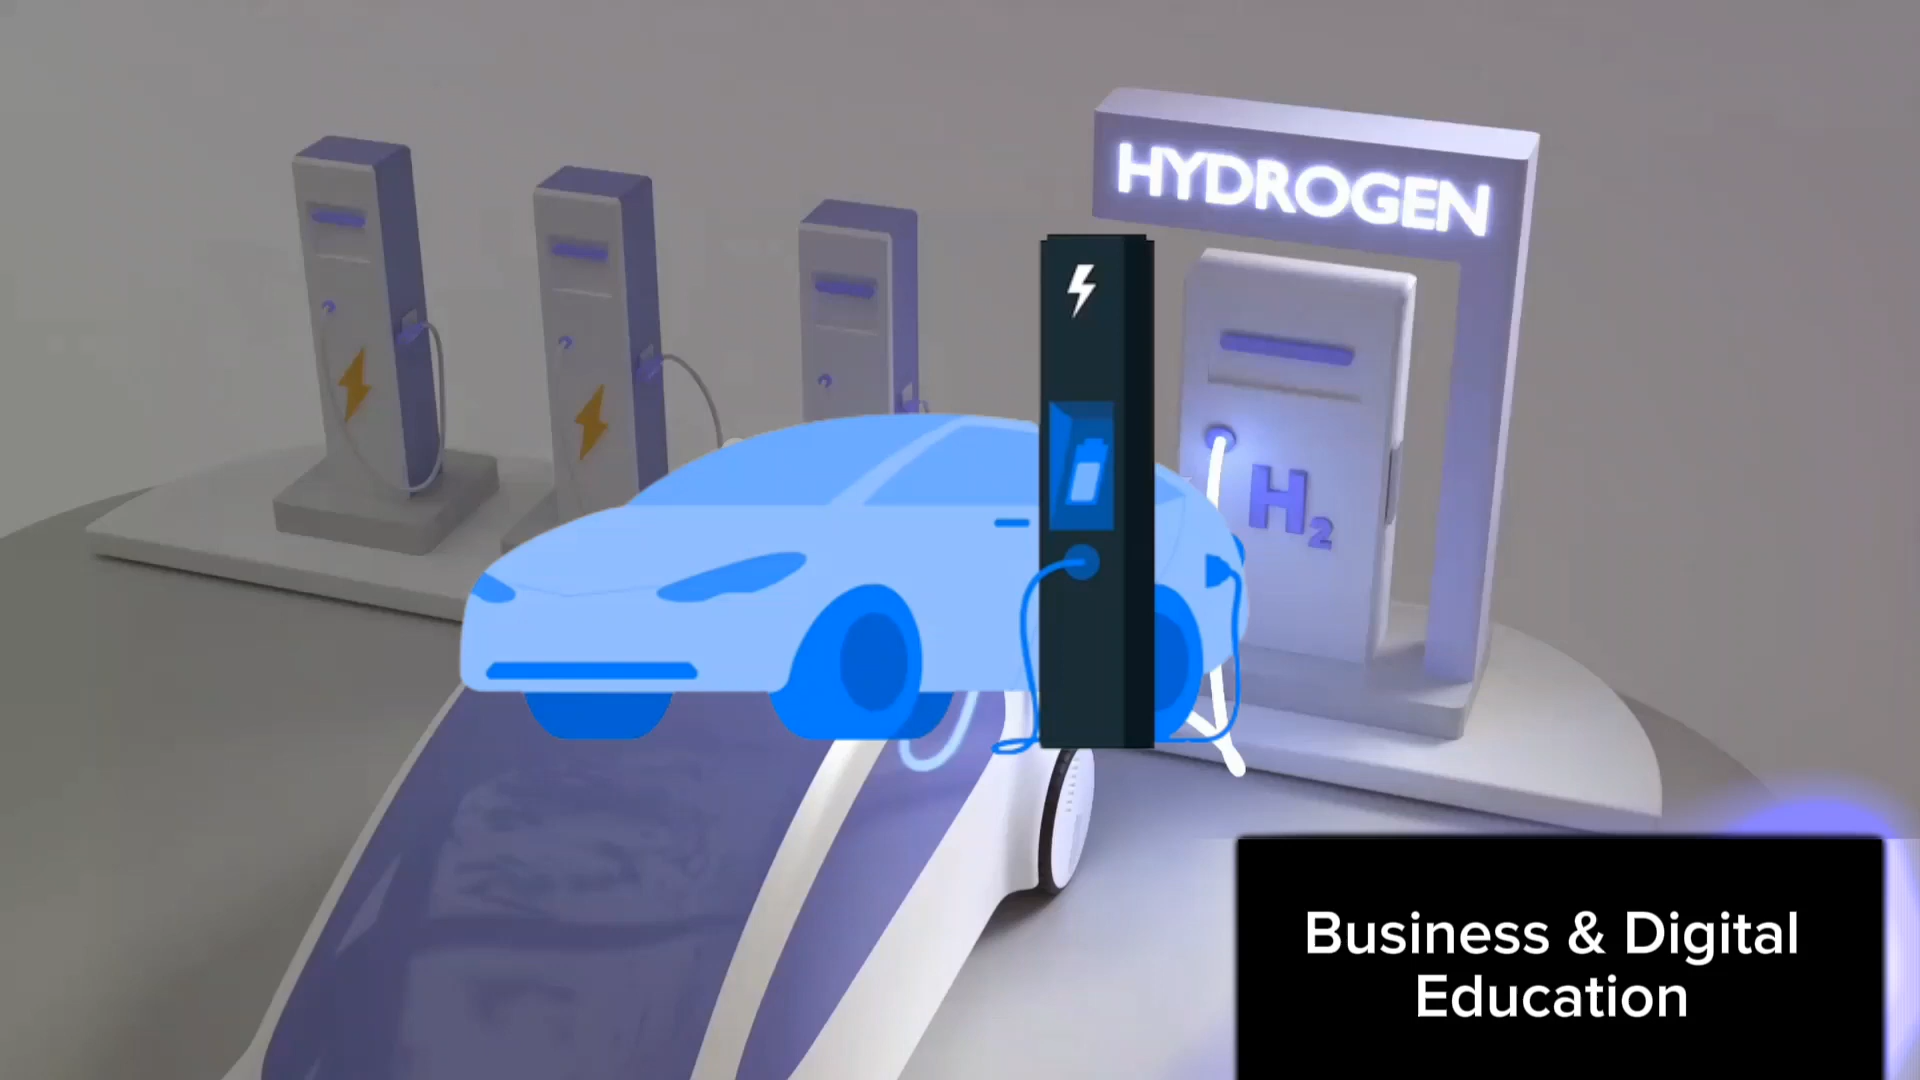 HYDROGEN
H₂
Business & Digital
Education